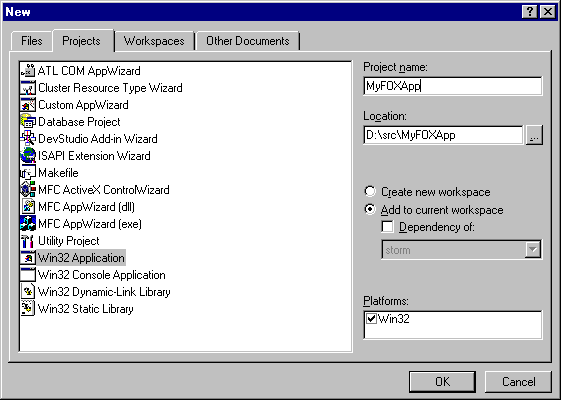 New
Files
Projects
Workspaces
Other Documents
ATL COM AppWizard
Cluster Resource Type Wizard
Custom AppWizard
Database Project
DevStudio Add-in Wizard
ISAPI Extension Wizard
Makefile
MFC ActiveX ControlWizard
MFC AppWizard (dll)
MFC AppWizard (exe)
Utility Project
Win32 Application
Win32 Console Application
Win32 Dynamic-Link Library
Win32 Static Library
Project name:
MyFOXApp
Location:
D:\src\MyFOXApp
...
Create new workspace
Add to current workspace
Dependency of:
storm
Platforms:
Win32
OK
Cancel